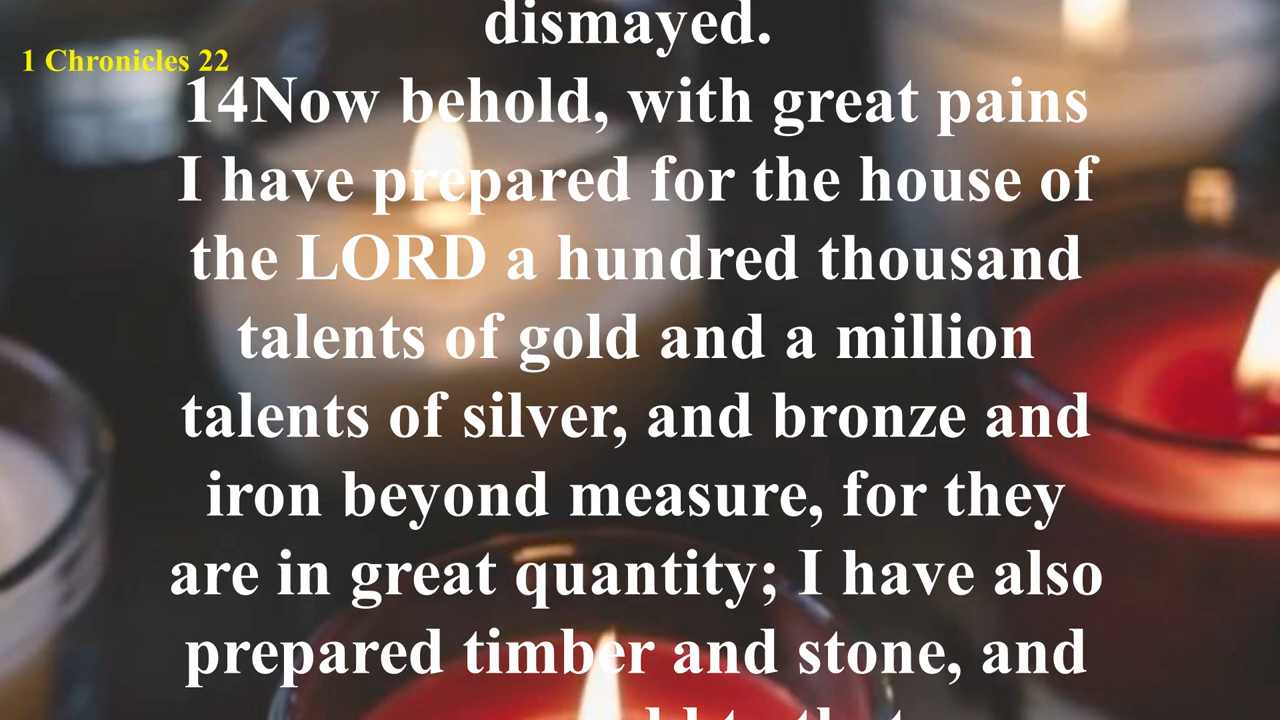 dismayed.
1 Chronicles 22
14Now behold, with great pains
I have prepared for the house of
the LORD a hundred thousand
talents of gold and a million
talents of silver, and bronze and
iron beyond measure, for they
are in great quantity; I have also
prepared timber and stone, and